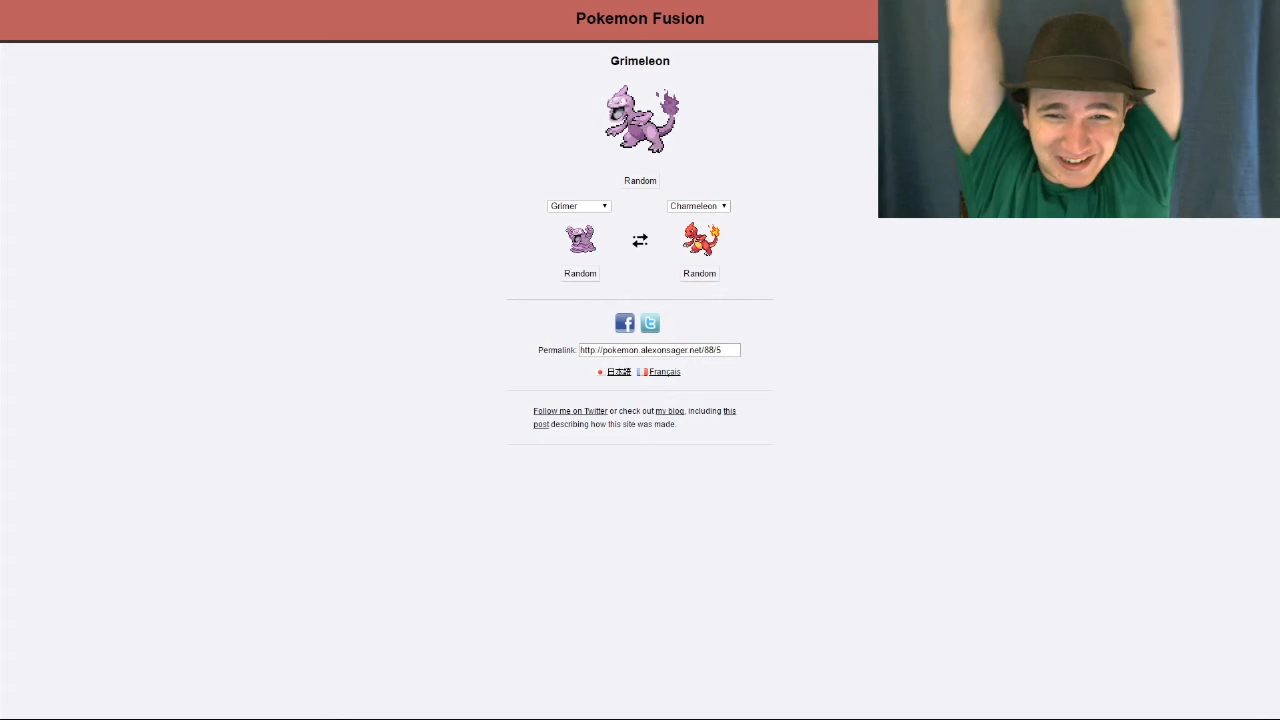 Pokemon Fusion
Grimeleon
Random
Grimer
Charmeleon
Random
Random
Permalink: http://pokemon.alexonsager.net/88/5
日本語 Français
Follow me on Twitter or check out my blog, including this
post describing how this site was made.